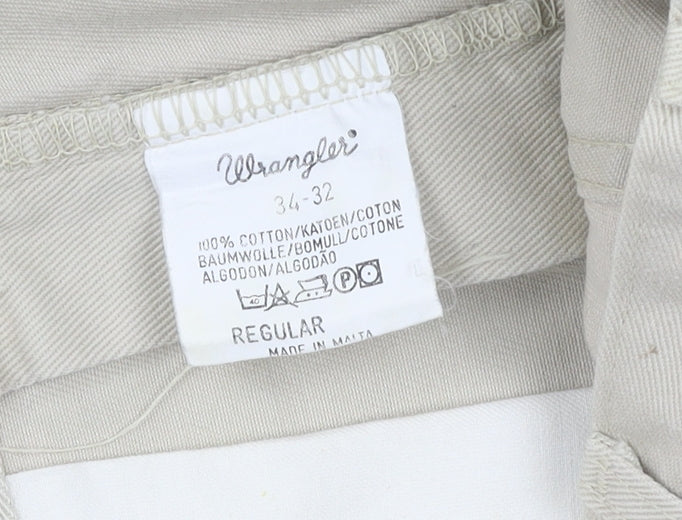 Wrangler
34-32
100% COTTON/KATOEN/COTON
BAUMWOLLE/BOMULL/COTONE
ALGODON/ALGODÃO
40 P
REGULAR
MADE IN MALTA